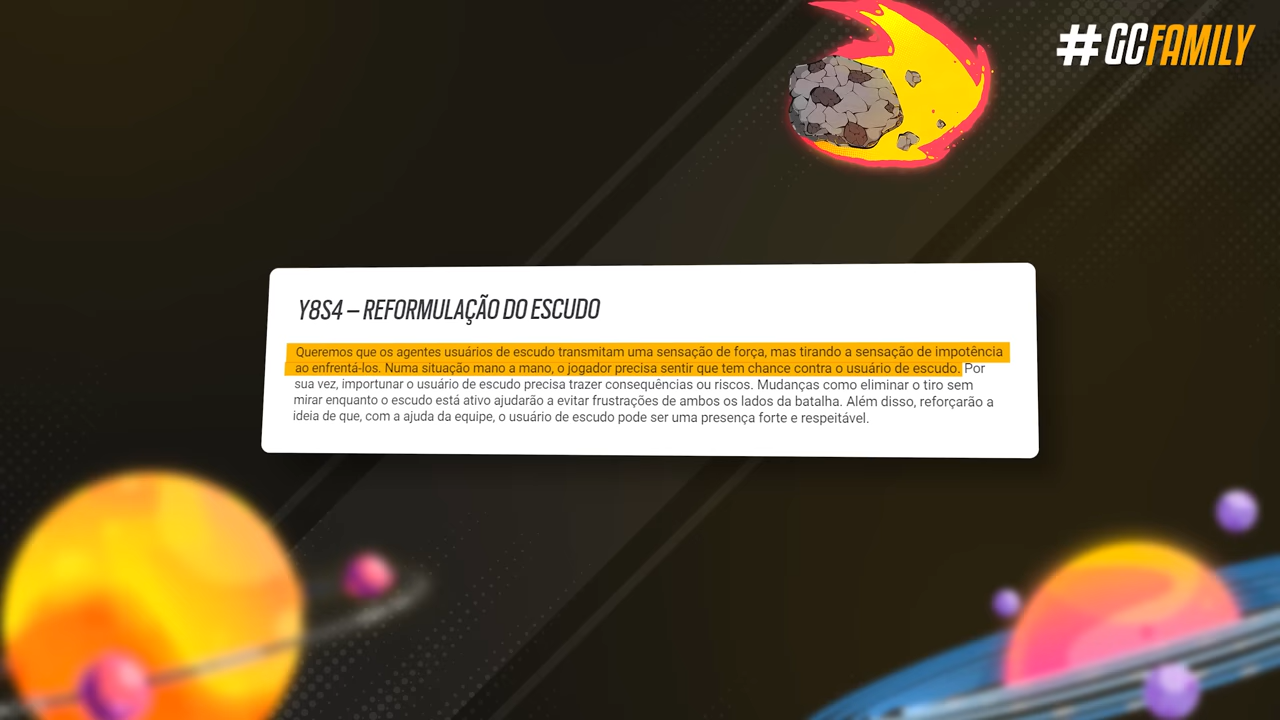 #GCFAMILY
Y8S4 – REFORMULAÇÃO DO ESCUDO
Queremos que os agentes usuários de escudo transmitam uma sensação de força, mas tirando a sensação de impotência
ao enfrentá-los. Numa situação mano a mano, o jogador precisa sentir que tem chance contra o usuário de escudo. Por
sua vez, importunar o usuário de escudo precisa trazer consequências ou riscos. Mudanças como eliminar o tiro sem
mirar enquanto o escudo está ativo ajudarão a evitar frustrações de ambos os lados da batalha. Além disso, reforçarão a
ideia de que, com a ajuda da equipe, o usuário de escudo pode ser uma presença forte e respeitável.